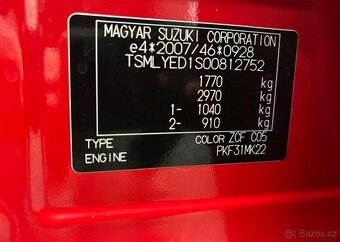 MAGYAR SUZUKI CORPORATION
e4*2007/46*0928
TSMLYED1S00812752
1770 kg
2970 kg
1- 1040 kg
2- 910 kg
TYPE COLOR ZCF C05
ENGINE PKF31MK22
Bazos.cz